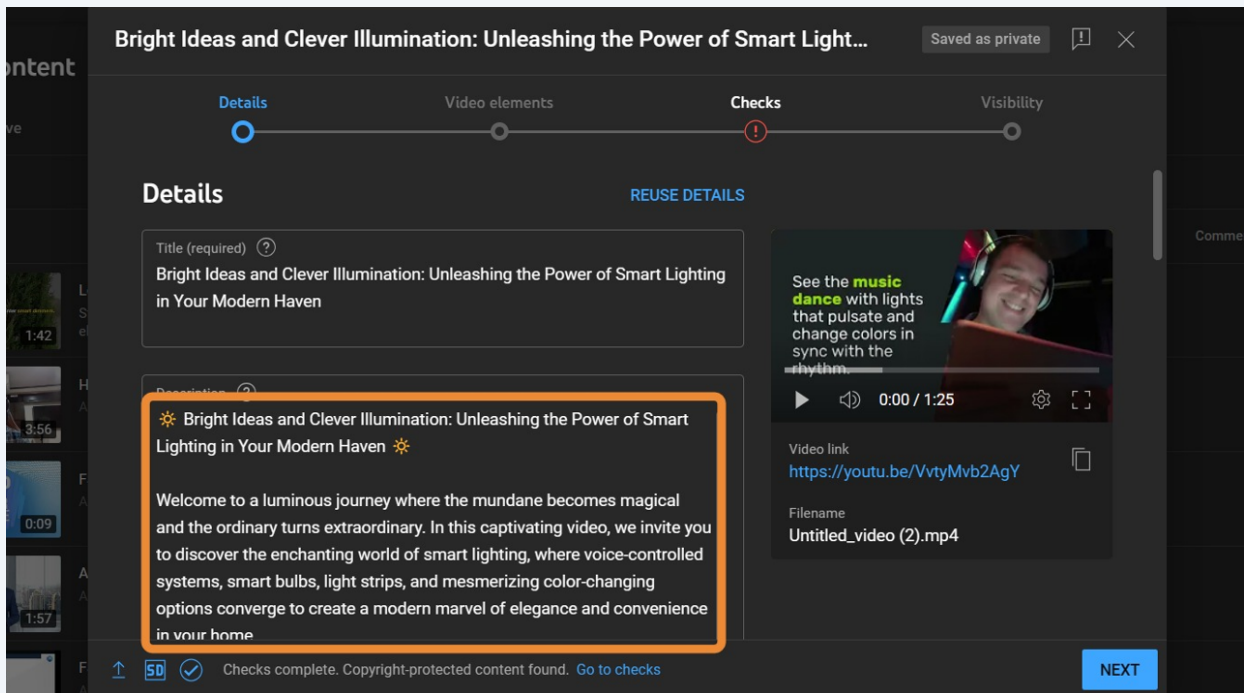 Bright Ideas and Clever Illumination: Unleashing the Power of Smart Light...
Saved as private
ontent
ve
Details
Video elements
Checks
Visibility
Details
REUSE DETAILS
Title (required)
Bright Ideas and Clever Illumination: Unleashing the Power of Smart Lighting
in Your Modern Haven
Description
☀ Bright Ideas and Clever Illumination: Unleashing the Power of Smart
Lighting in Your Modern Haven ☀
Welcome to a luminous journey where the mundane becomes magical
and the ordinary turns extraordinary. In this captivating video, we invite you
to discover the enchanting world of smart lighting, where voice-controlled
systems, smart bulbs, light strips, and mesmerizing color-changing
options converge to create a modern marvel of elegance and convenience
in your home
See the music
dance with lights
that pulsate and
change colors in
sync with the
rhythm.
0:00 / 1:25
Video link
https://youtu.be/VvtyMvb2AgY
Filename
Untitled_video (2).mp4
Comme
1:42
3:56
0:09
1:57
SD
Checks complete. Copyright-protected content found. Go to checks
NEXT